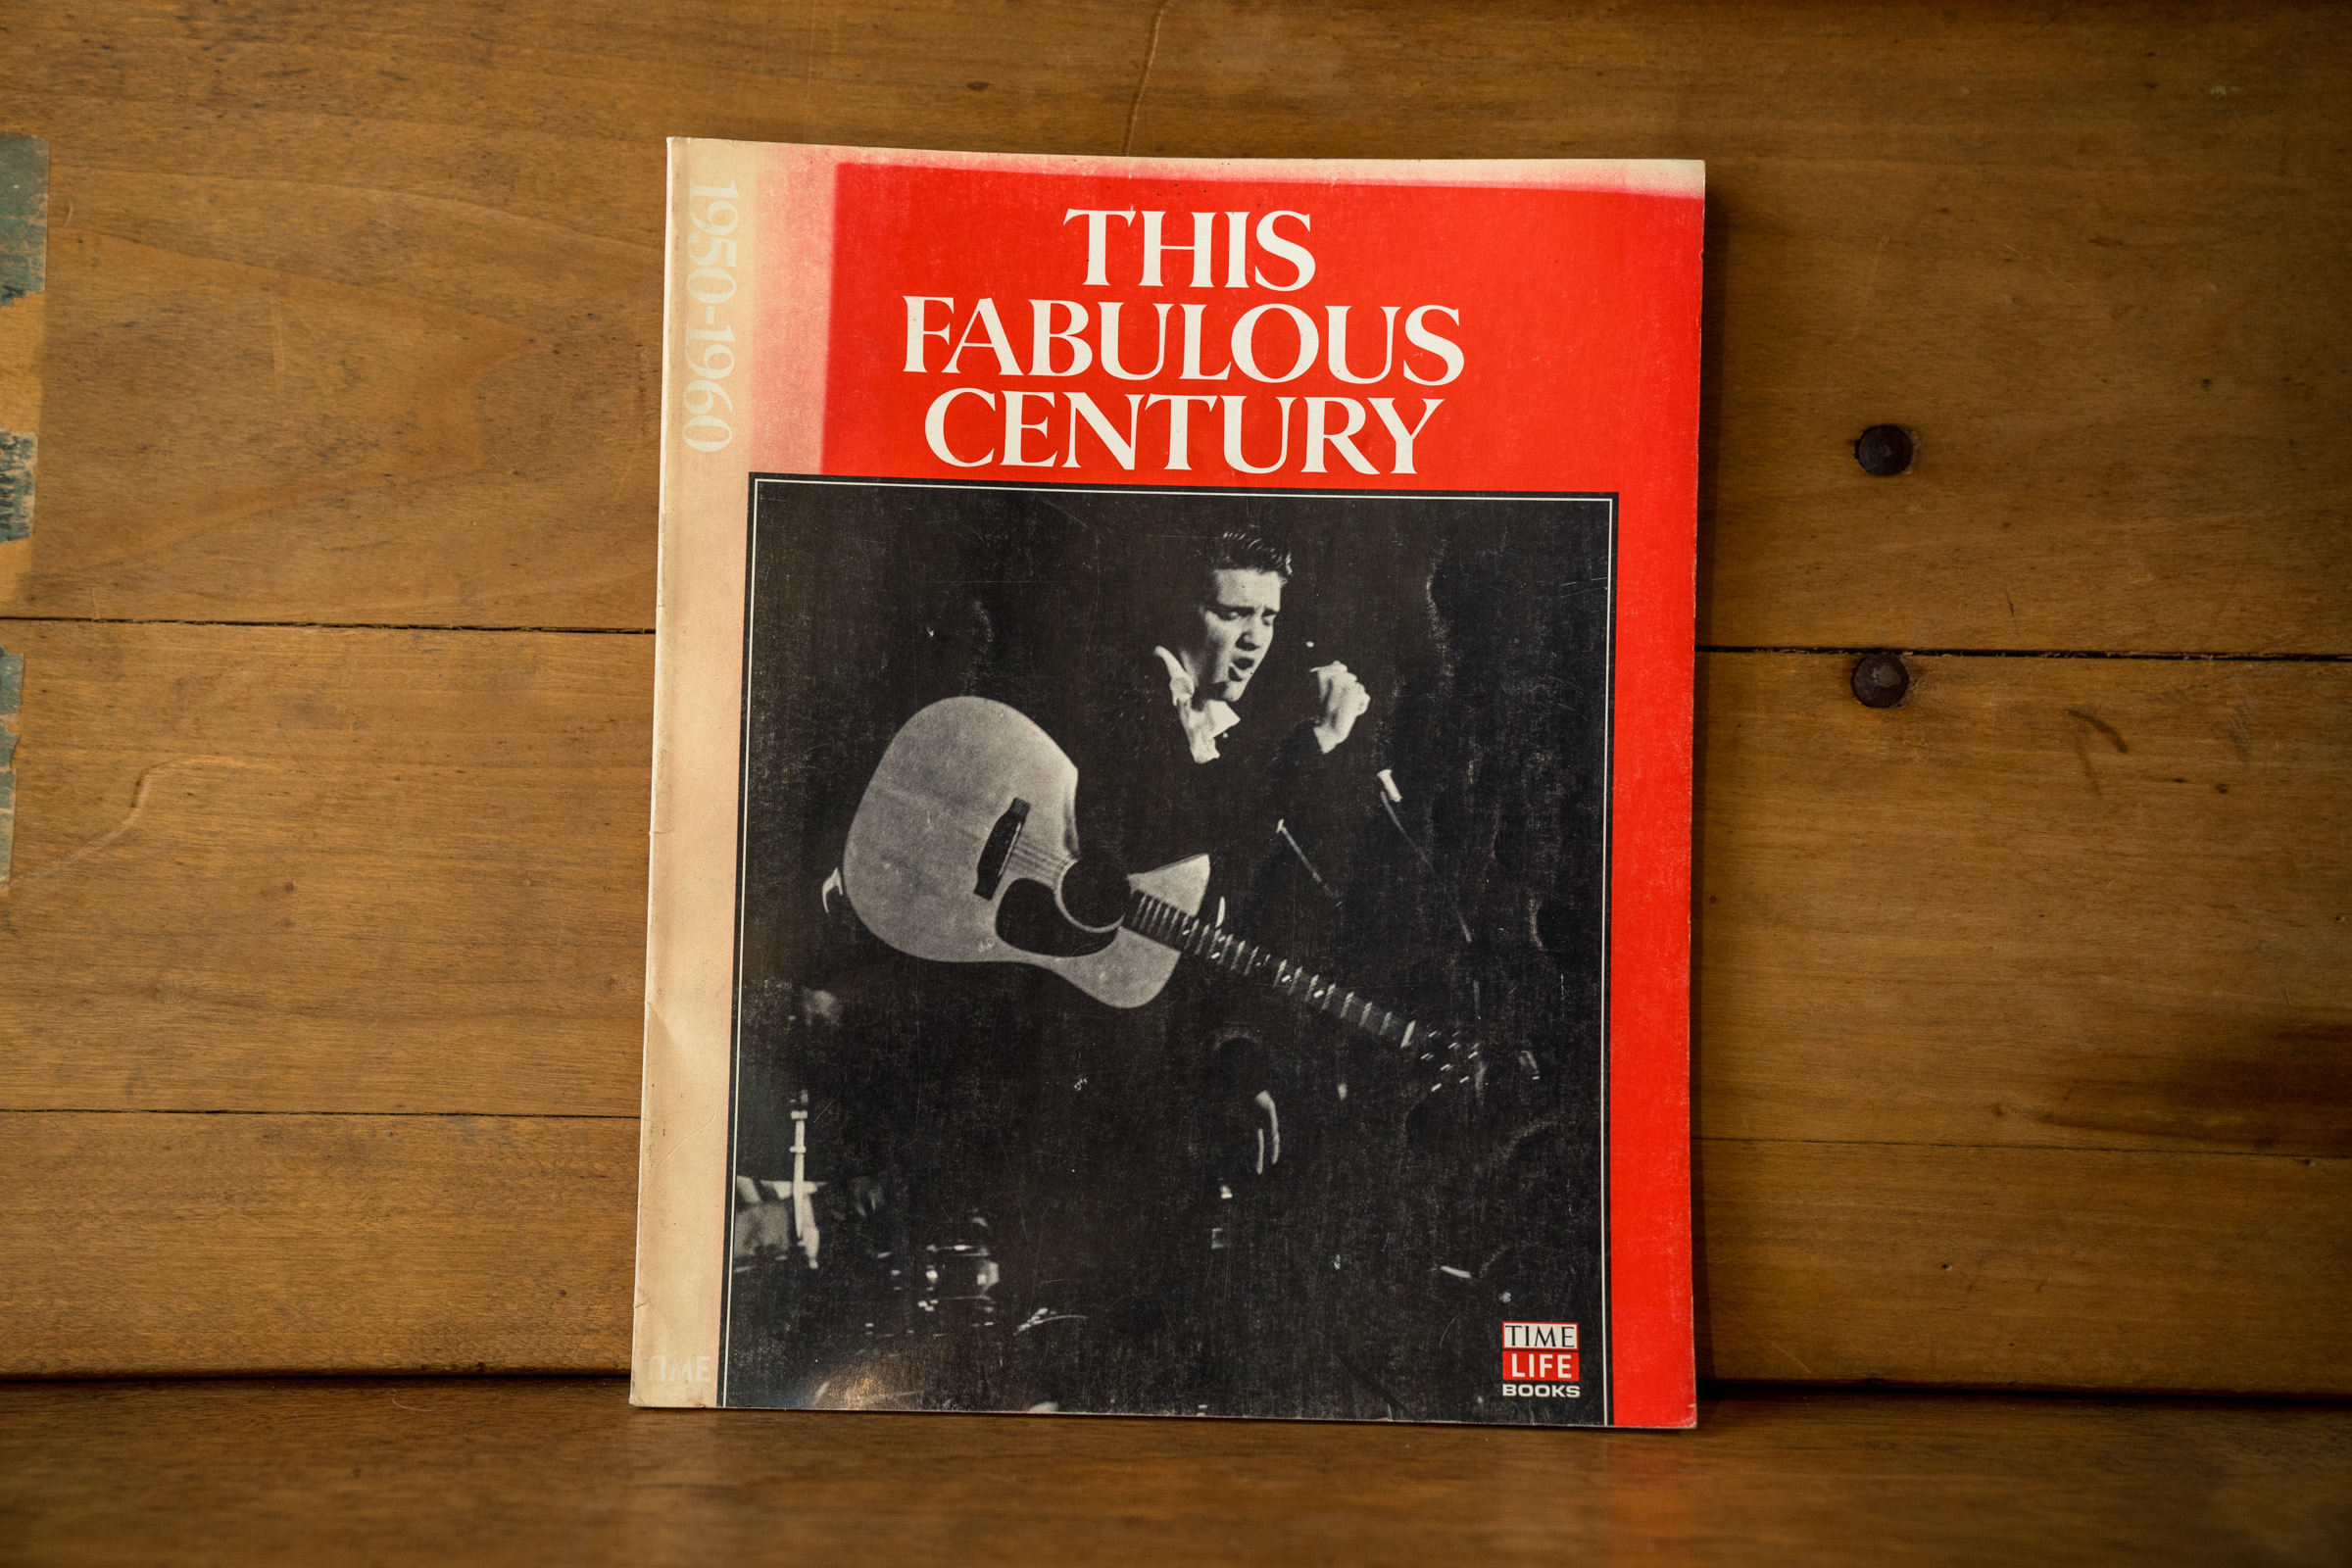 1950-1960
THIS
FABULOUS
CENTURY
TIME
TIME
LIFE
BOOKS